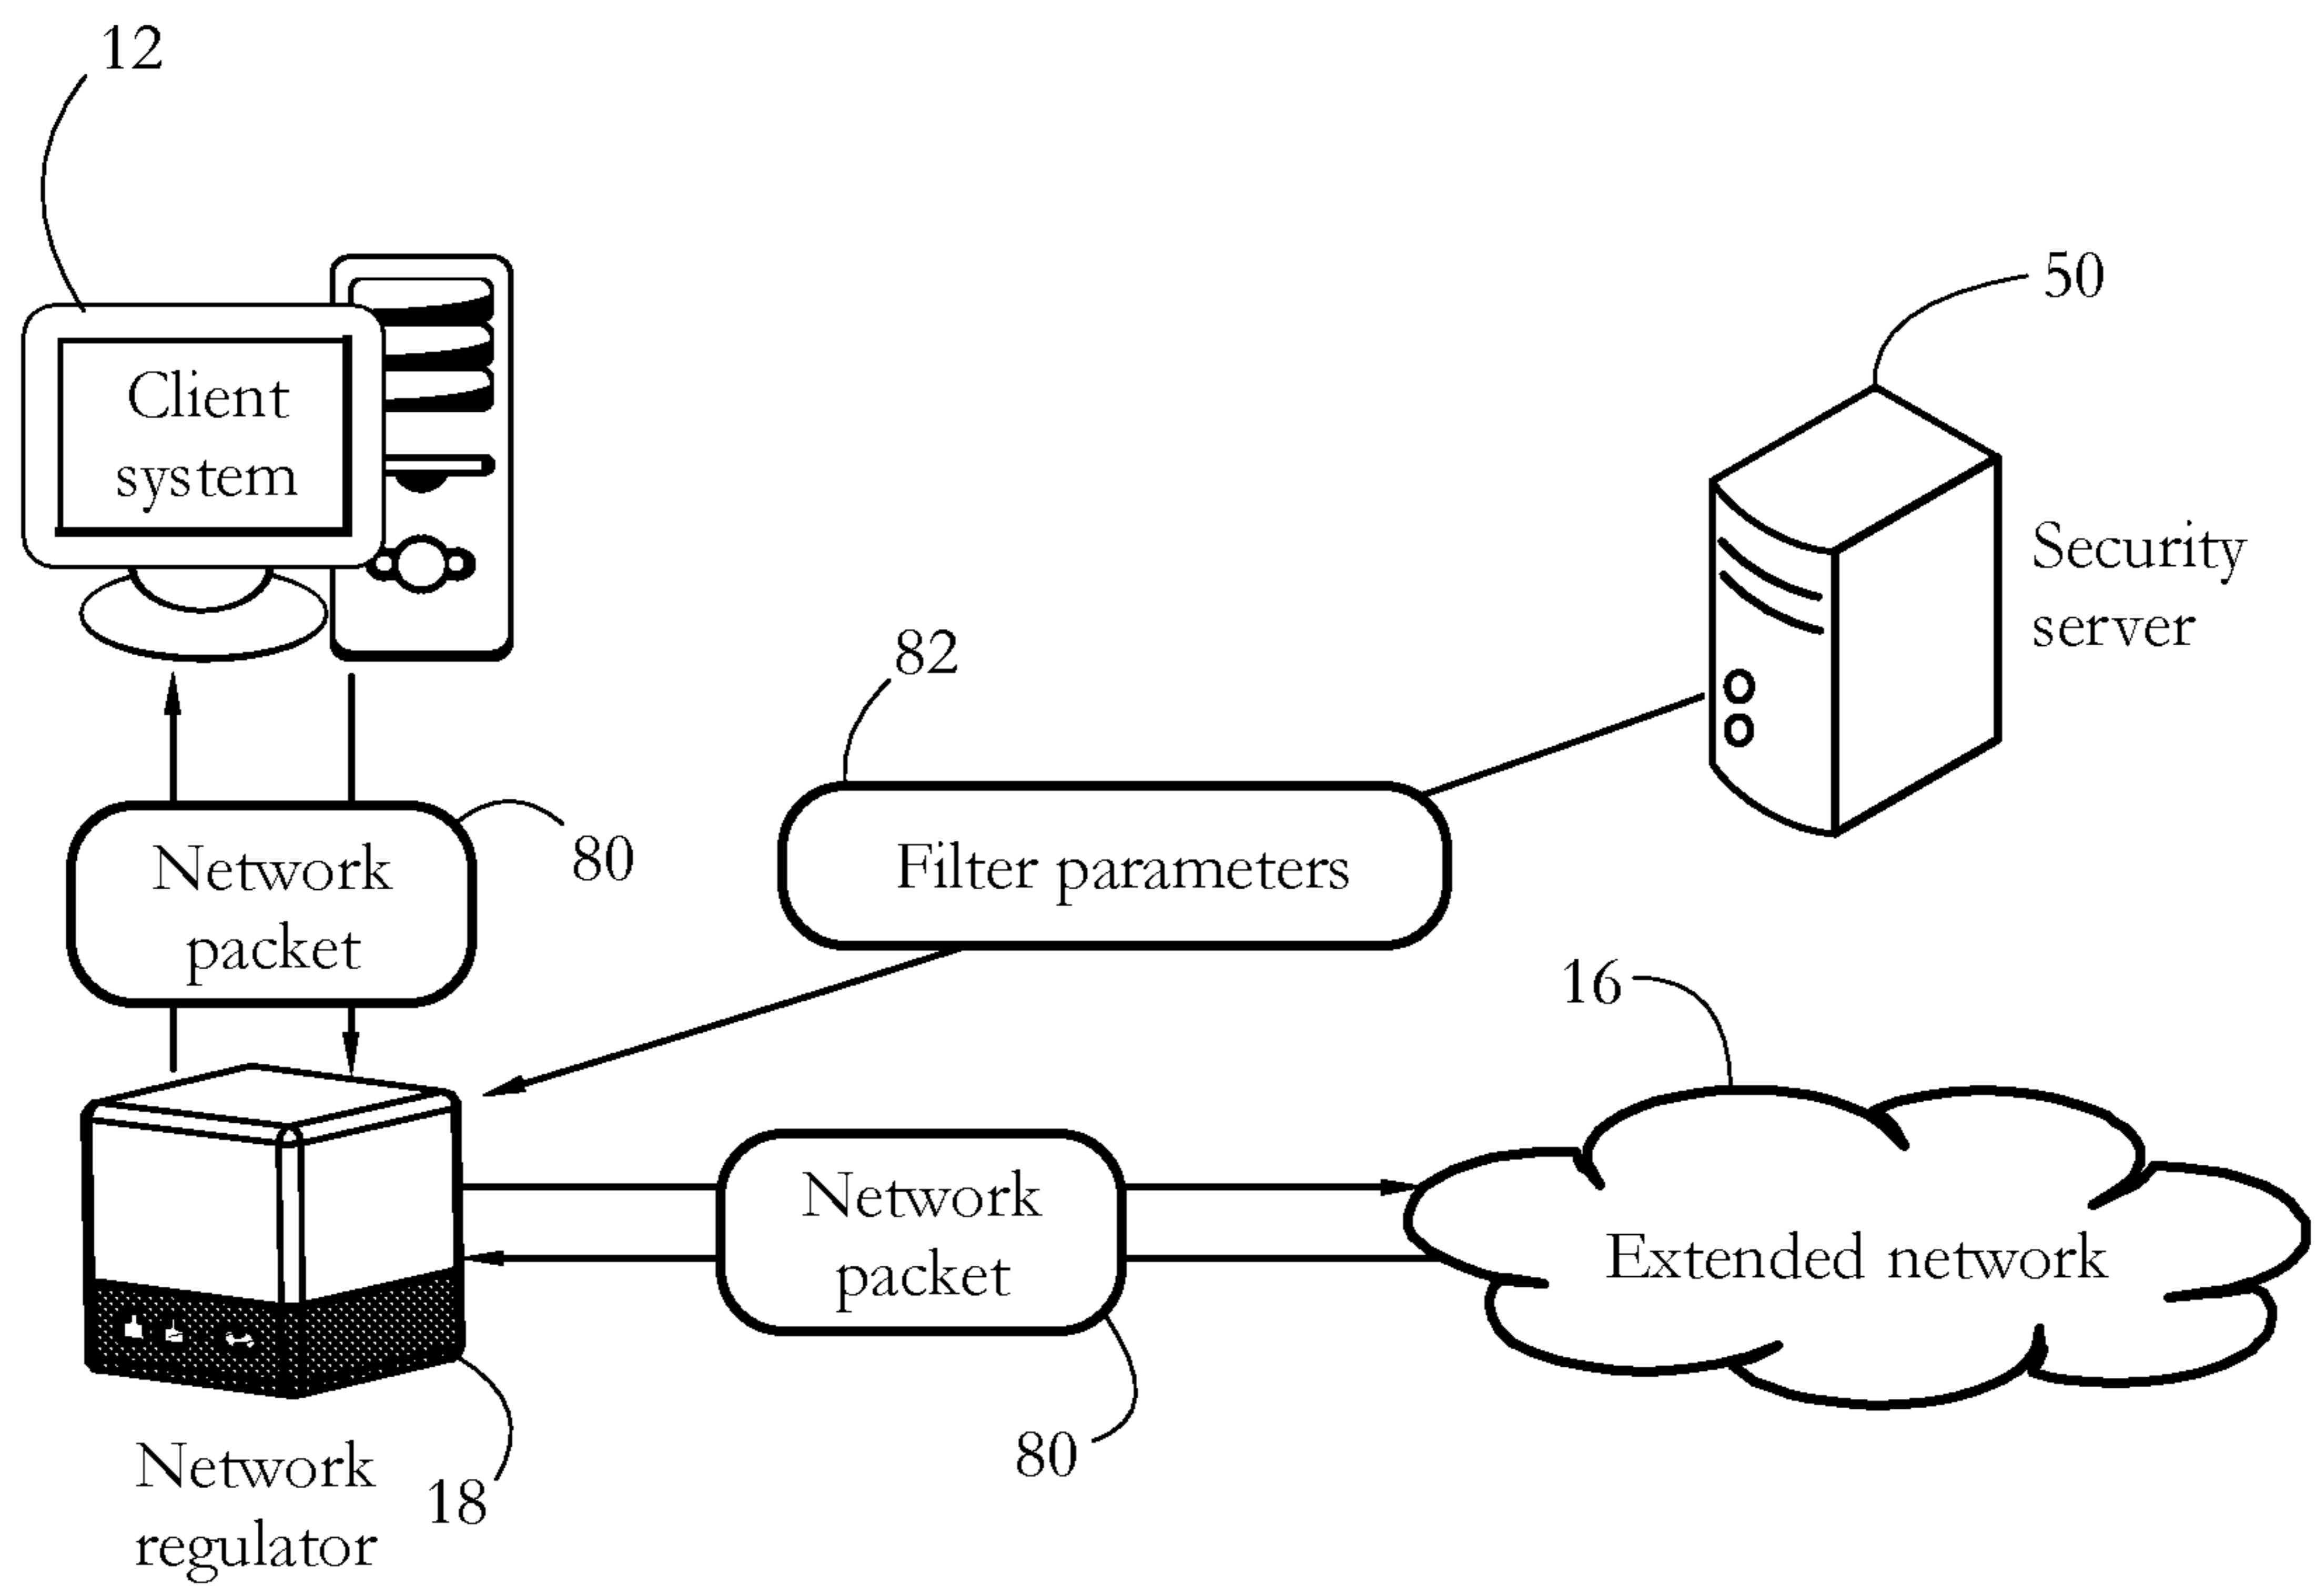 12
Client
system
50
Security
server
82
Filter parameters
80
Network
packet
16
Network
packet
Extended network
80
Network
regulator
18